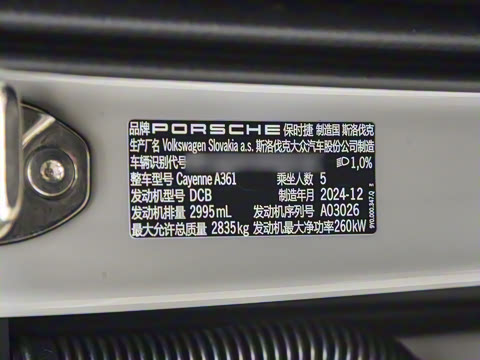 品牌 PORSCHE 保时捷 制造国 斯洛伐克
生产厂名 Volkswagen Slovakia a.s. 斯洛伐克大众汽车股份公司制造
车辆识别代号 1,0%
整车型号 Cayenne A361 乘坐人数 5
发动机型号 DCB 制造年月 2024-12
发动机排量 2995mL 发动机序列号 A03026
最大允许总质量 2835kg 发动机最大净功率260kW
9Y0.000.347.Q